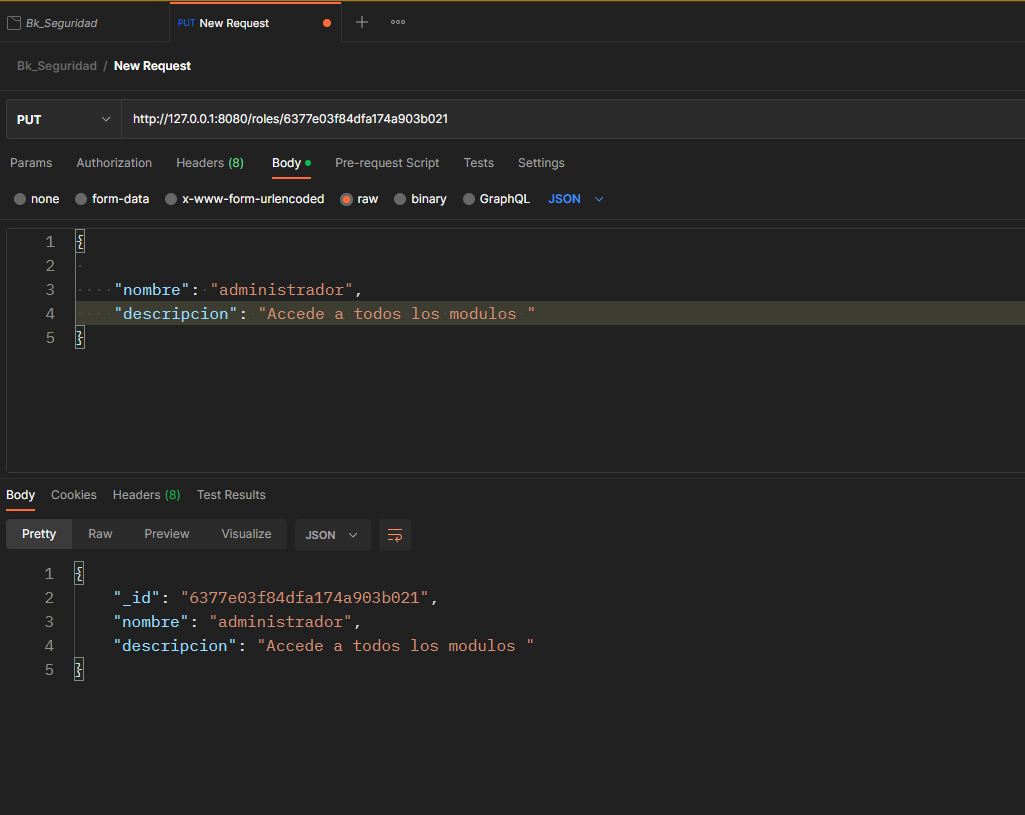 Bk_Seguridad PUT New Request
Bk_Seguridad / New Request
PUT http://127.0.0.1:8080/roles/6377e03f84dfa174a903b021
Params Authorization Headers (8) Body Pre-request Script Tests Settings
none form-data x-www-form-urlencoded raw binary GraphQL JSON
1 {
2
3 "nombre": "administrador",
4 "descripcion": "Accede a todos los modulos "
5 }
Body Cookies Headers (8) Test Results
Pretty Raw Preview Visualize JSON
1 {
2 "_id": "6377e03f84dfa174a903b021",
3 "nombre": "administrador",
4 "descripcion": "Accede a todos los modulos "
5 }